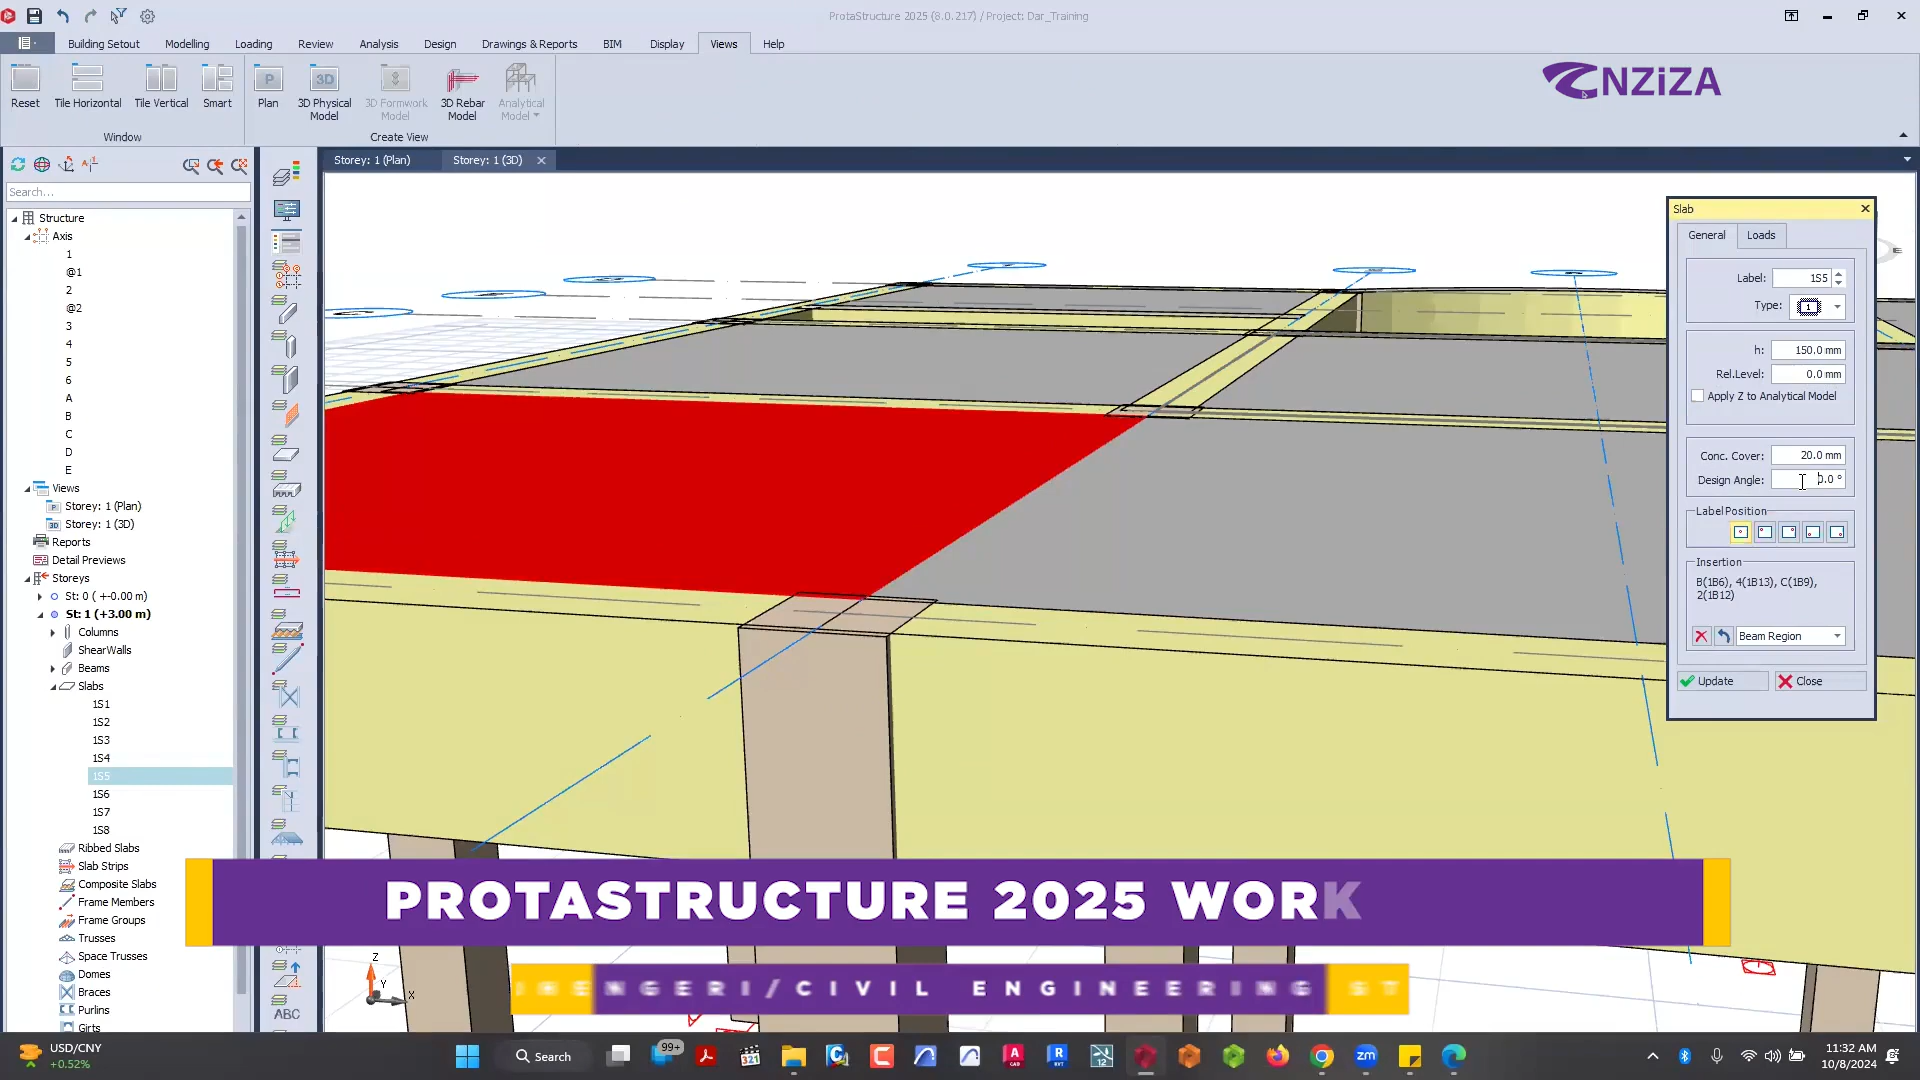 ProtaStructure 2025 (8.0.217) / Project: Dar_Training
Building Setout
Modelling
Loading
Review
Analysis
Design
Drawings & Reports
BIM
Display
Views
Help
Reset
Tile Horizontal
Tile Vertical
Smart
Window
Plan
3D Physical Model
3D Formwork Model
3D Rebar Model
Analytical Model
Create View
NZiZA
Search...
Structure
Axis
1
@1
2
@2
3
4
5
6
A
B
C
D
E
Views
Storey: 1 (Plan)
Storey: 1 (3D)
Reports
Detail Previews
Storeys
St: 0 ( +-0.00 m)
St: 1 (+3.00 m)
Columns
ShearWalls
Beams
Slabs
1S1
1S2
1S3
1S4
1S5
1S6
1S7
1S8
Ribbed Slabs
Slab Strips
Composite Slabs
Frame Members
Frame Groups
Trusses
Space Trusses
Domes
Braces
Purlins
Girts
ABC
Storey: 1 (Plan)
Storey: 1 (3D)
Slab
General
Loads
Label: 1S5
Type: 1
h: 150.0 mm
Rel.Level: 0.0 mm
Apply Z to Analytical Model
Conc. Cover: 20.0 mm
Design Angle: 0.0 °
Label Position
Insertion
B(1B6), 4(1B13), C(1B9),
2(1B12)
Beam Region
Update
Close
Z
Y
X
PROTASTRUCTURE 2025 WORK
CIVIL ENGINEERING ST
USD/CNY
+0.52%
Search
99+
11:32 AM
10/8/2024